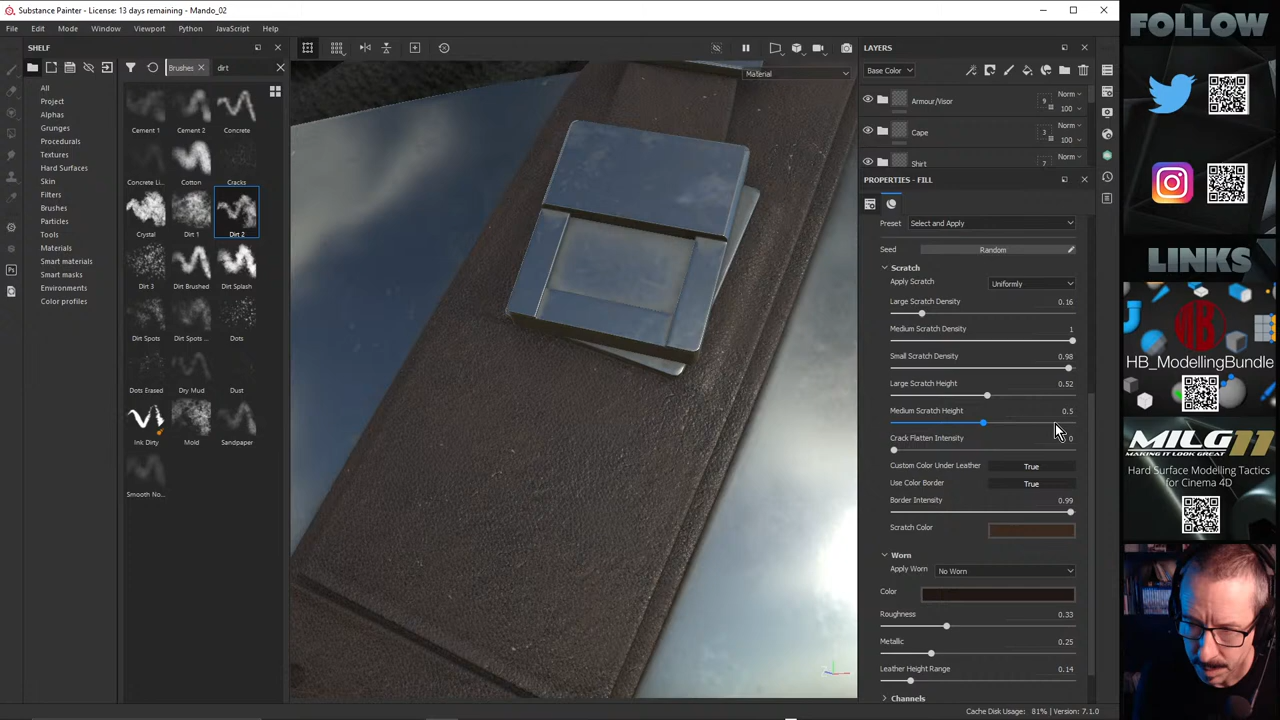 Substance Painter - License: 13 days remaining - Mando_02
File Edit Mode Window Viewport Python JavaScript Help
SHELF
Brushes
dirt
All
Project
Alphas
Grunges
Procedurals
Textures
Hard Surfaces
Skin
Filters
Brushes
Particles
Tools
Materials
Smart materials
Smart masks
Environments
Color profiles
Cement 1 Cement 2 Concrete
Concrete Li... Cotton Cracks
Crystal Dirt 1 Dirt 2
Dirt 3 Dirt Brushed Dirt Splash
Dirt Spots Dirt Spots ... Dots
Dots Erased Dry Mud Dust
Ink Dirty Mold Sandpaper
Smooth No...
Ps
Material
LAYERS
Base Color
Armour/Visor 9 Norm 100
Cape 3 Norm 100
Shirt 7 Norm
PROPERTIES - FILL
Preset Select and Apply
Seed Random
Scratch
Apply Scratch Uniformly
Large Scratch Density 0.16
Medium Scratch Density 1
Small Scratch Density 0.98
Large Scratch Height 0.52
Medium Scratch Height 0.5
Crack Flatten Intensity 0
Custom Color Under Leather True
Use Color Border True
Border Intensity 0.99
Scratch Color
Worn
Apply Worn No Worn
Color
Roughness 0.33
Metallic 0.25
Leather Height Range 0.14
Channels
Cache Disk Usage: 81% | Version: 7.1.0
FOLLOW
LINKS
HB
HB_ModellingBundle
MILG11
MAKING IT LOOK GREAT
Hard Surface Modelling Tactics
for Cinema 4D